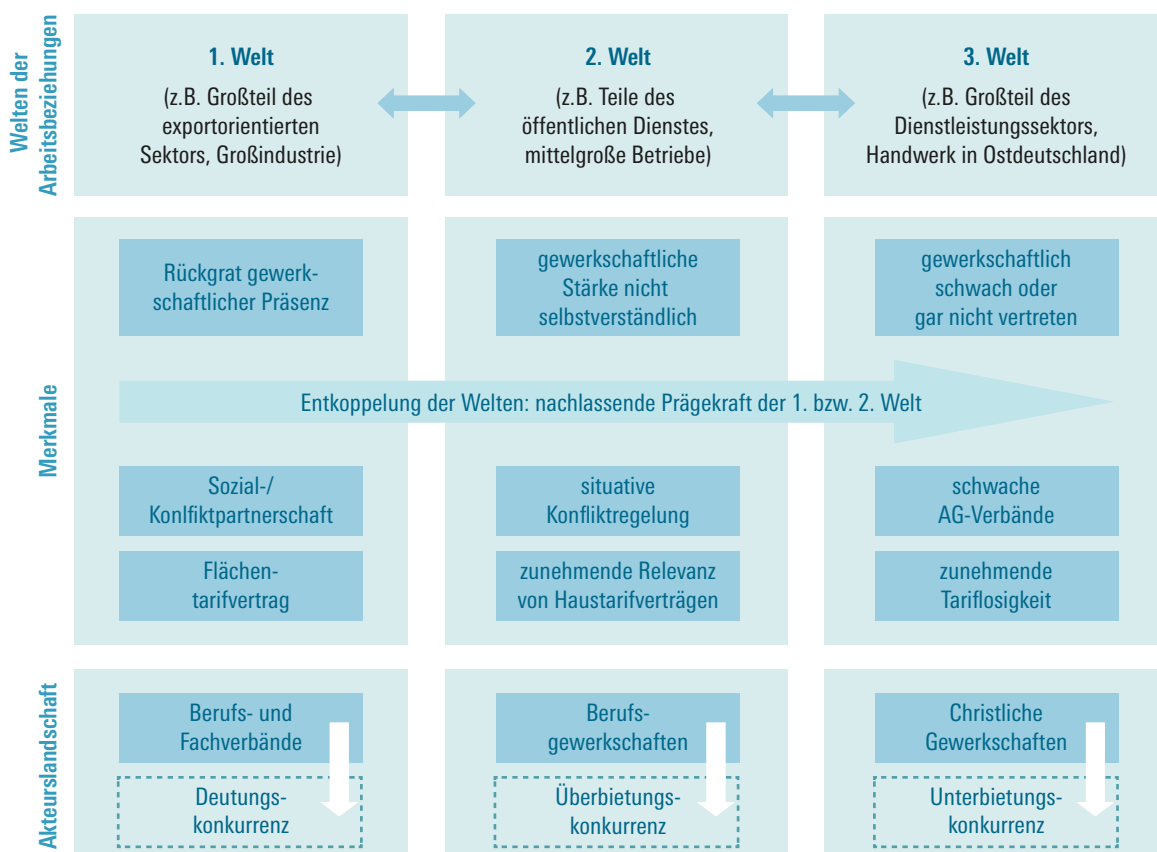 Welten der
Arbeitsbeziehungen
1. Welt
(z.B. Großteil des
exportorientierten
Sektors, Großindustrie)
2. Welt
(z.B. Teile des
öffentlichen Dienstes,
mittelgroße Betriebe)
3. Welt
(z.B. Großteil des
Dienstleistungssektors,
Handwerk in Ostdeutschland)
Merkmale
Rückgrat gewerk-
schaftlicher Präsenz
gewerkschaftliche
Stärke nicht
selbstverständlich
gewerkschaftlich
schwach oder
gar nicht vertreten
Entkoppelung der Welten: nachlassende Prägekraft der 1. bzw. 2. Welt
Sozial-/
Konlfiktpartnerschaft
situative
Konfliktregelung
schwache
AG-Verbände
Flächen-
tarifvertrag
zunehmende Relevanz
von Haustarifverträgen
zunehmende
Tariflosigkeit
Akteurslandschaft
Berufs- und
Fachverbände
Berufs-
gewerkschaften
Christliche
Gewerkschaften
Deutungs-
konkurrenz
Überbietungs-
konkurrenz
Unterbietungs-
konkurrenz